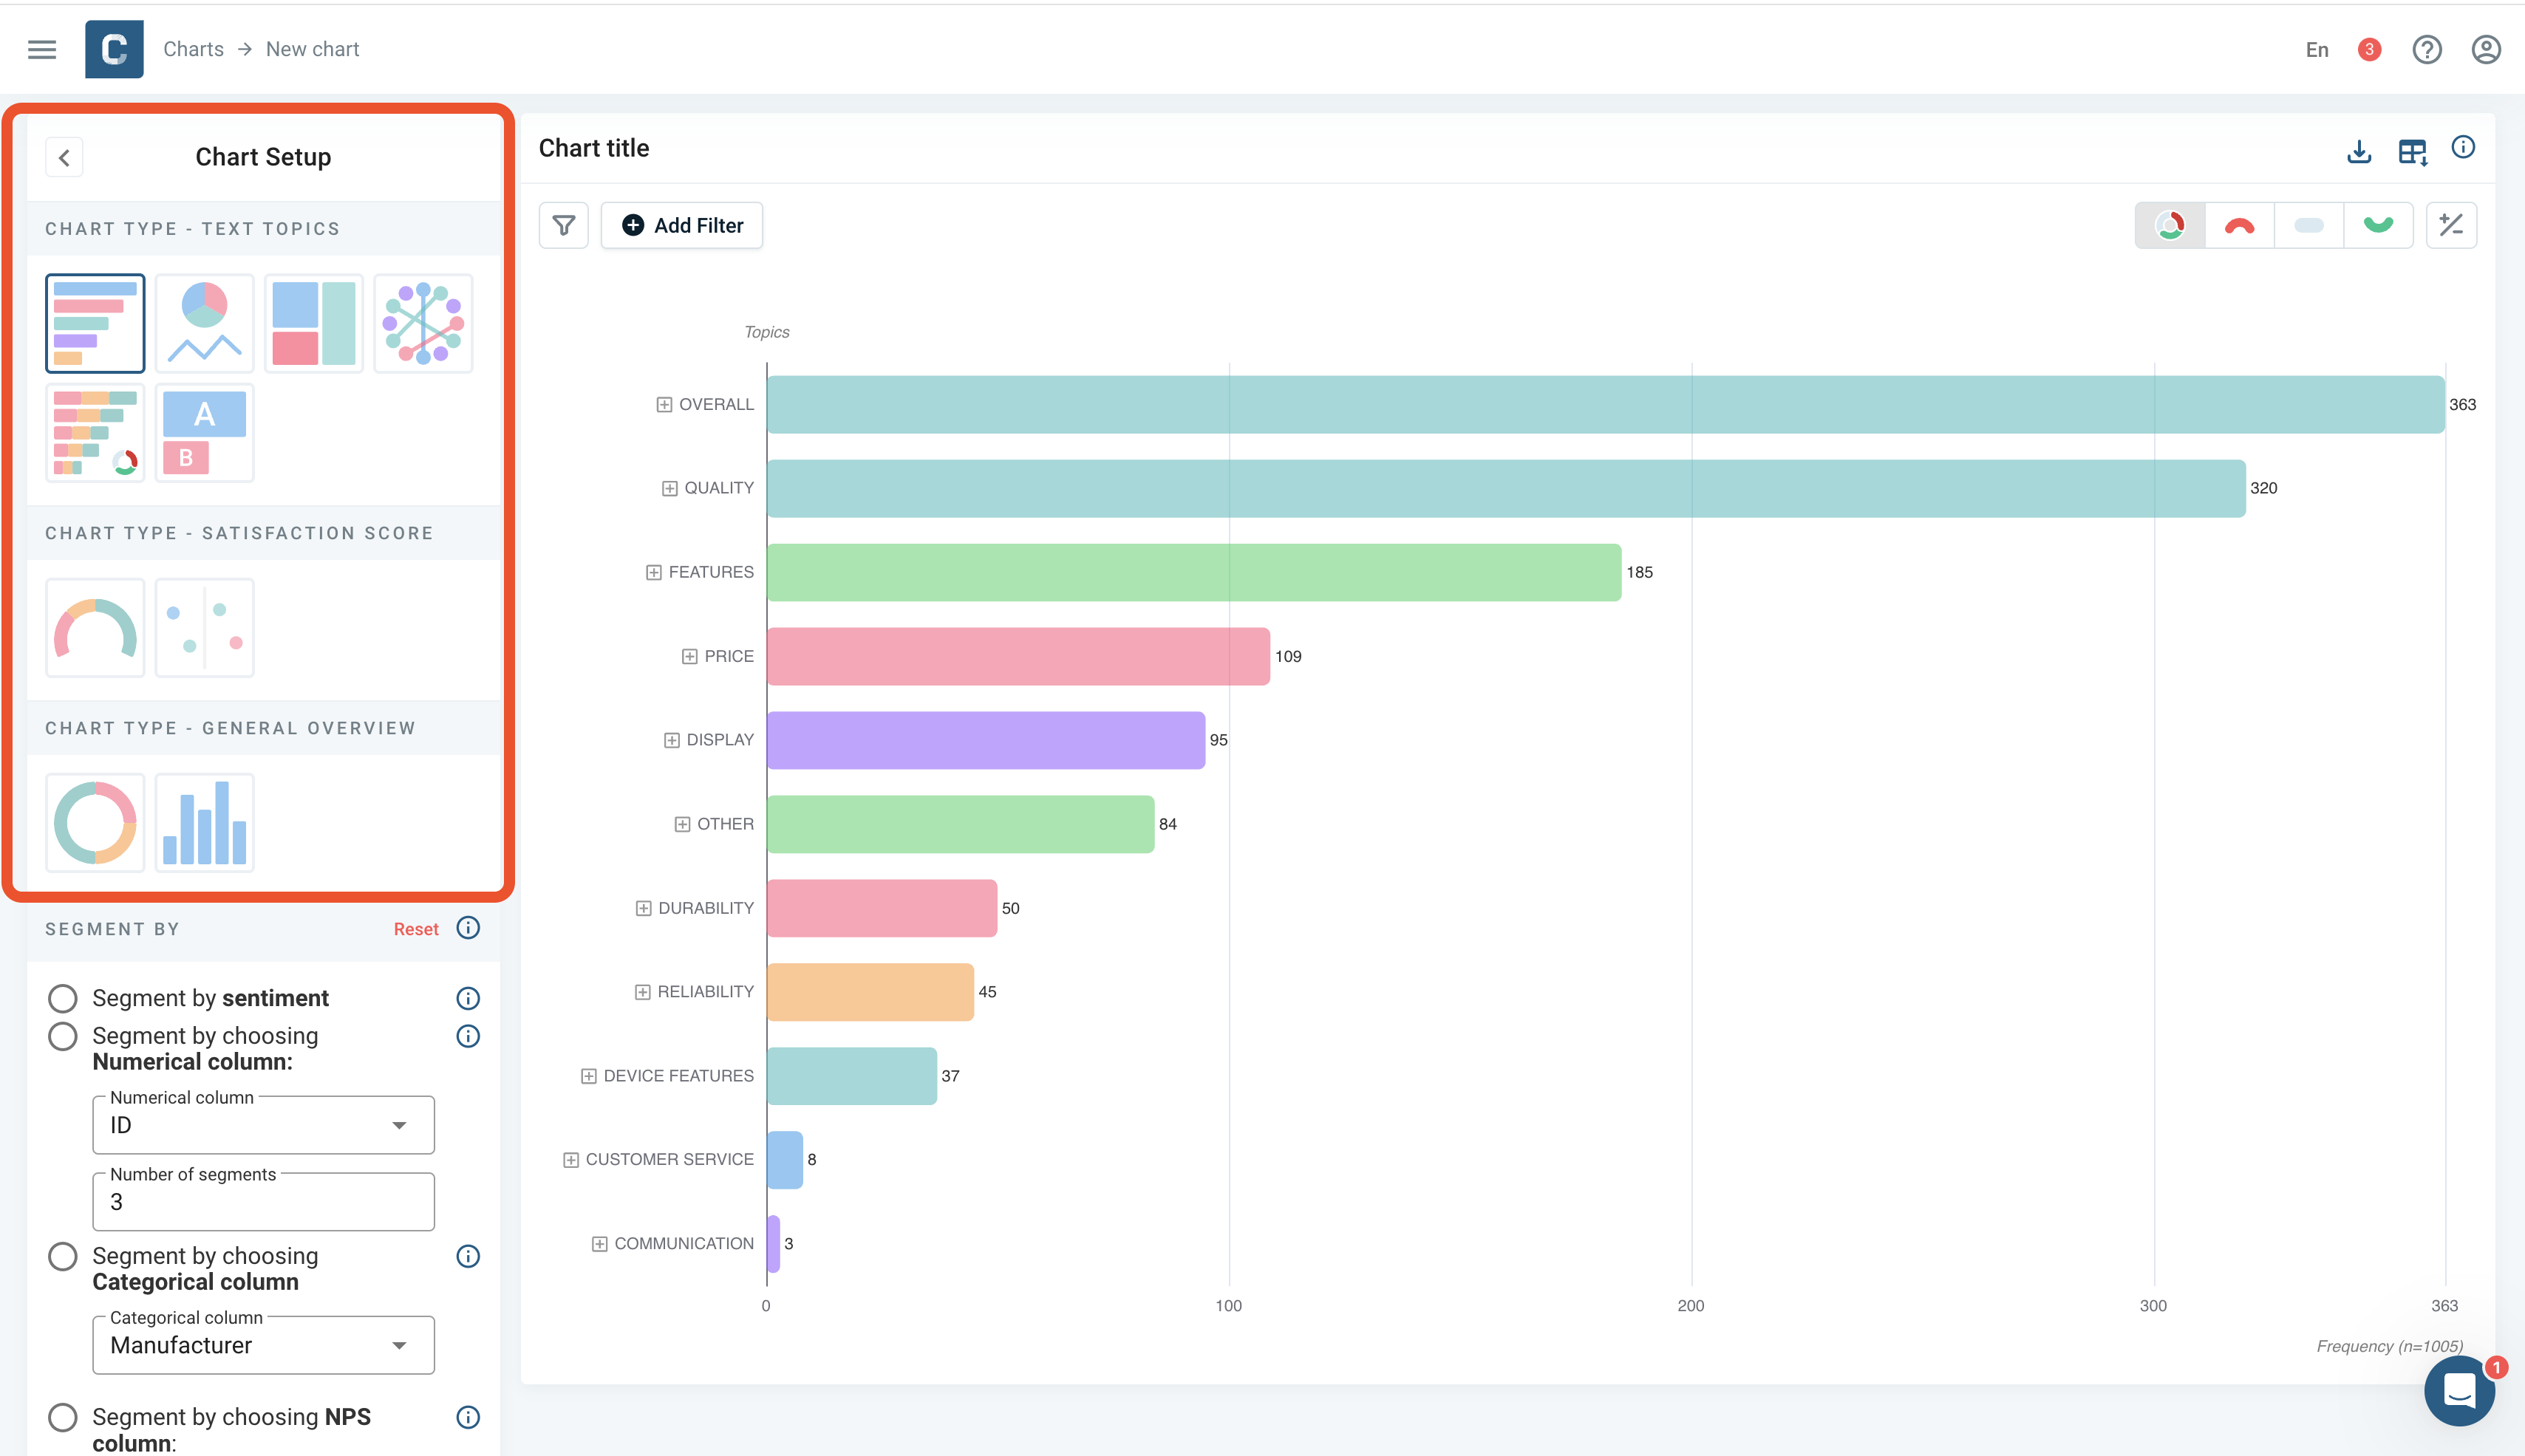 C Charts → New chart En 3
Chart Setup
CHART TYPE - TEXT TOPICS
A
B
CHART TYPE - SATISFACTION SCORE
CHART TYPE - GENERAL OVERVIEW
SEGMENT BY Reset
Segment by sentiment
Segment by choosing
Numerical column:
Numerical column
ID
Number of segments
3
Segment by choosing
Categorical column
Categorical column
Manufacturer
Segment by choosing NPS
column:
Chart title
Add Filter
Topics
OVERALL 363
QUALITY 320
FEATURES 185
PRICE 109
DISPLAY 95
OTHER 84
DURABILITY 50
RELIABILITY 45
DEVICE FEATURES 37
CUSTOMER SERVICE 8
COMMUNICATION 3
0 100 200 300 363
Frequency (n=1005)
1